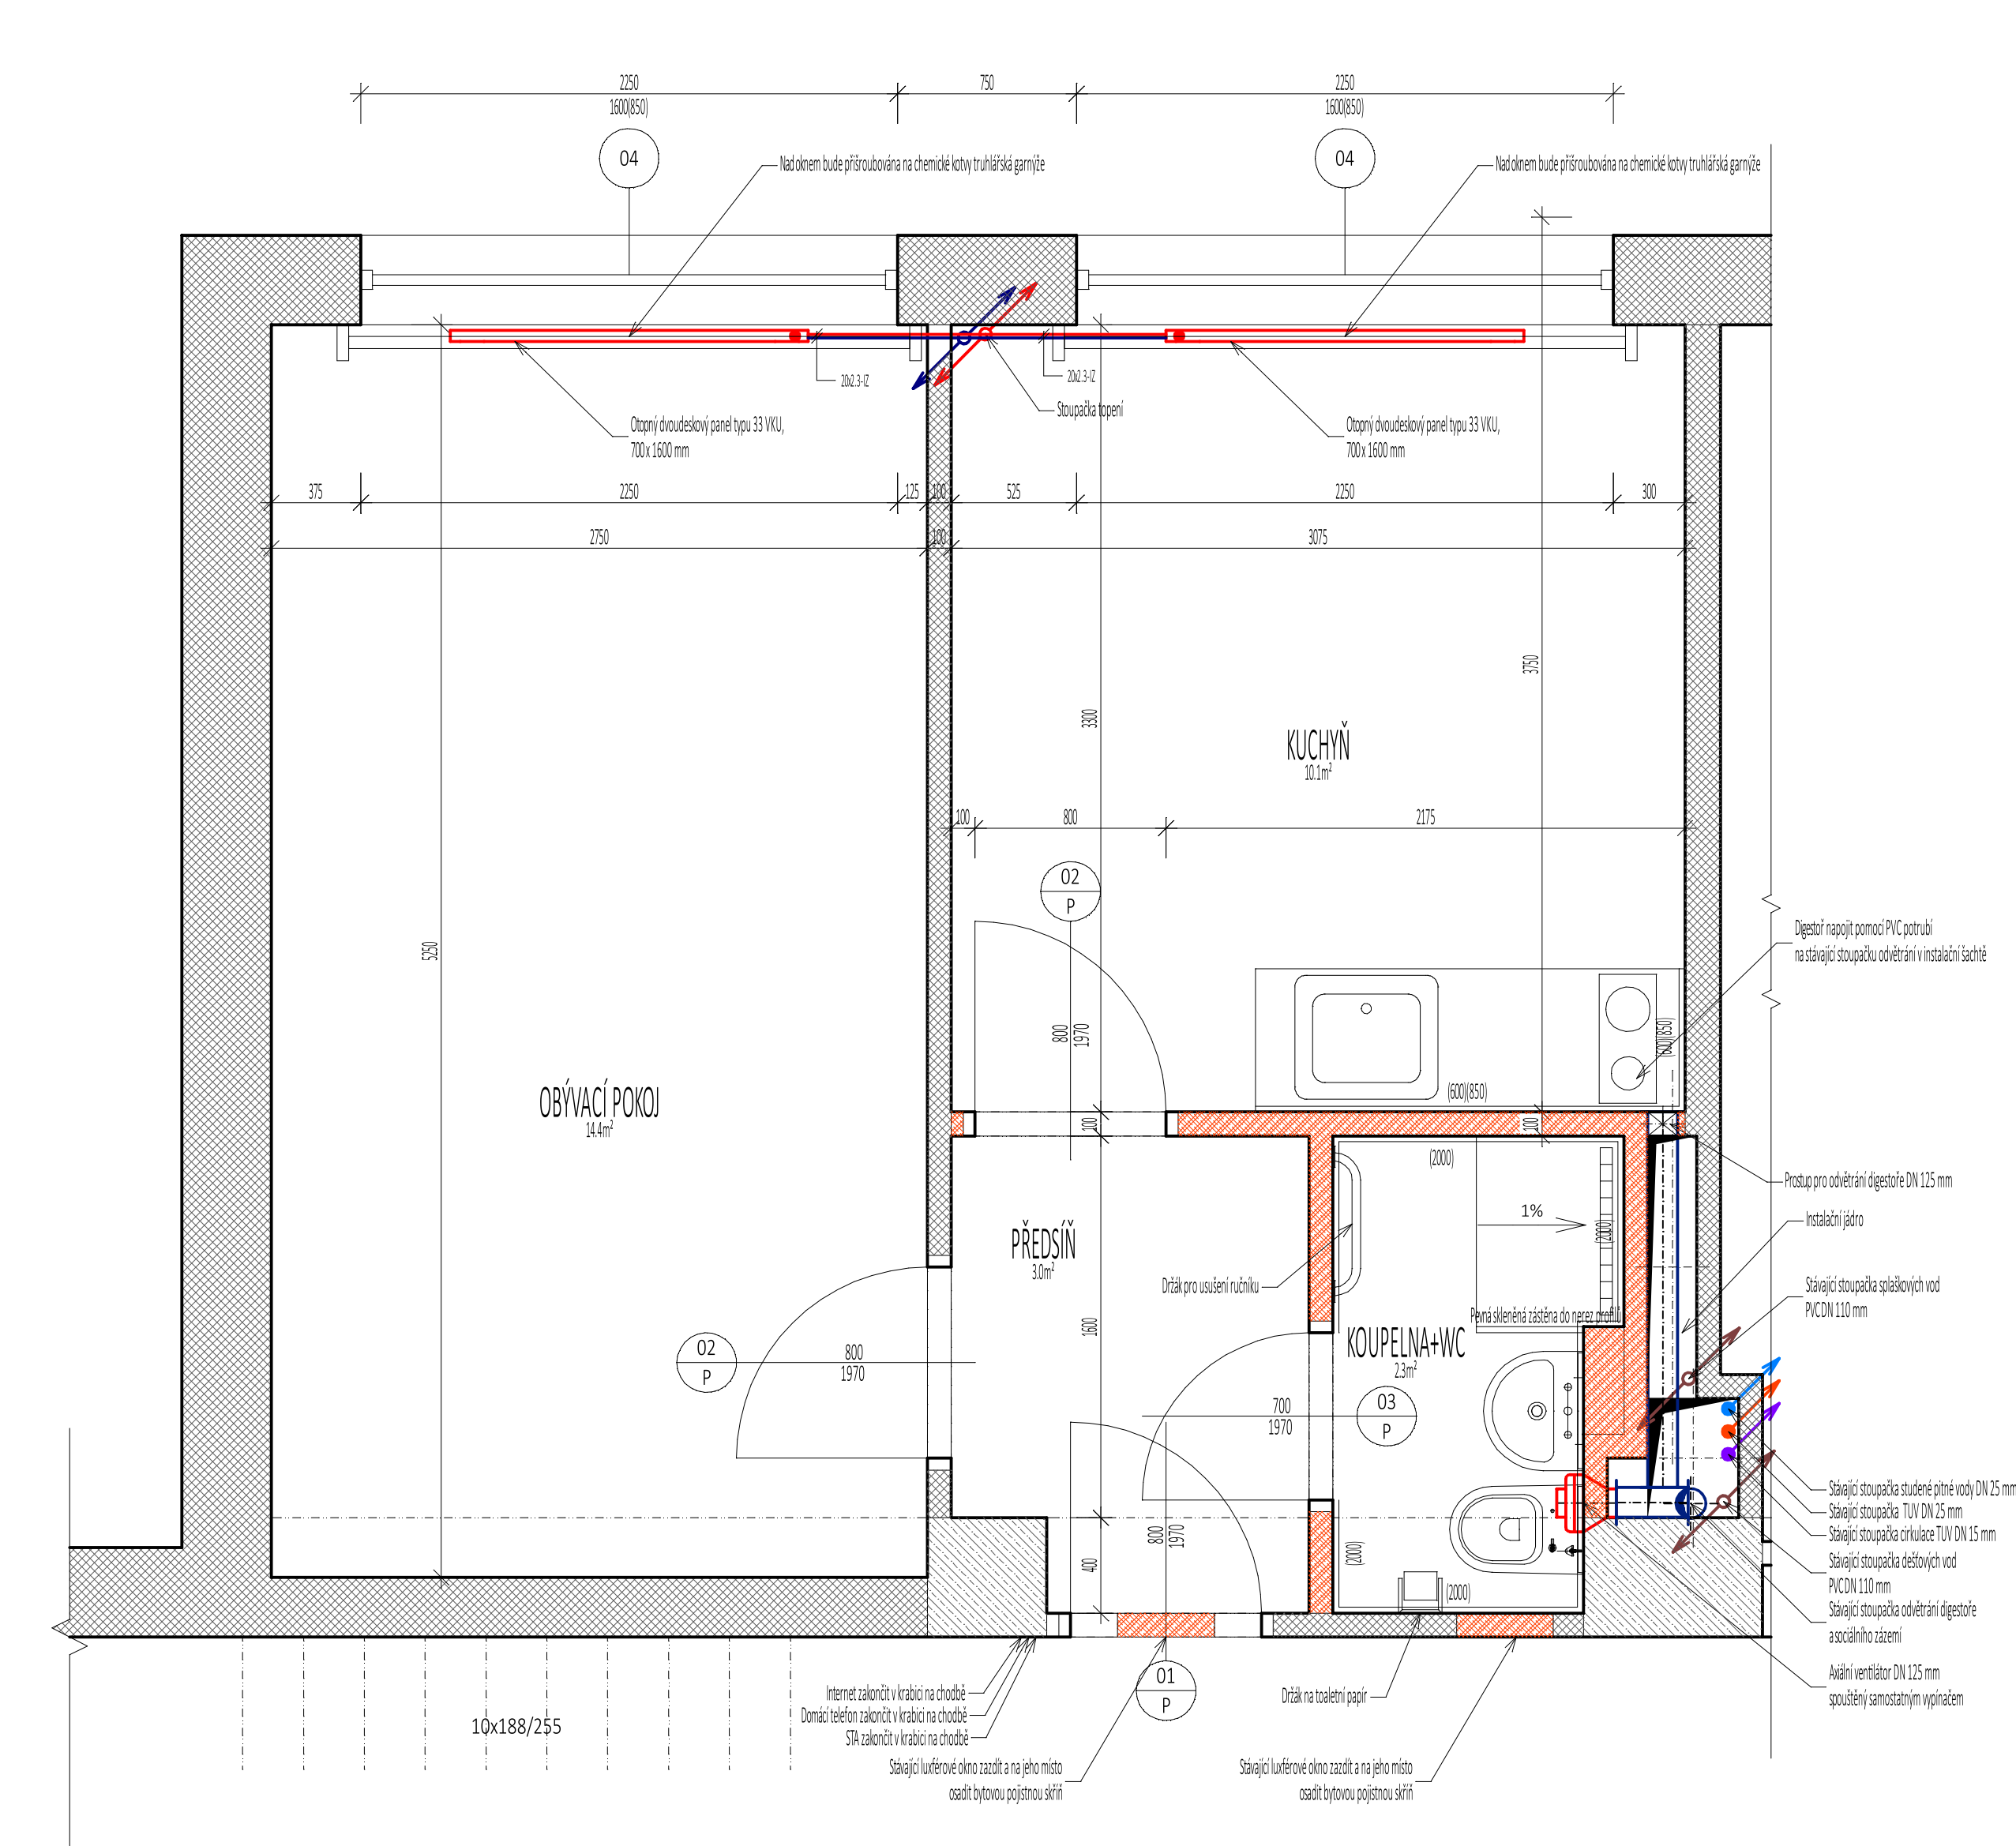 2250
750
2250
1600(850)
1600(850)
04
04
Nad oknem bude přišroubována na chemické kotvy truhlářská garnýže
Nad oknem bude přišroubována na chemické kotvy truhlářská garnýže
20x2.3-IZ
20x2.3-IZ
Stoupačka topení
Otopný dvoudeskový panel typu 33 VKU,
700 x 1600 mm
Otopný dvoudeskový panel typu 33 VKU,
700 x 1600 mm
375
2250
125
100
525
2250
300
2750
100
3075
3750
3300
KUCHYŇ
10.1m²
100
800
2175
02
P
5250
Digestoř napojit pomocí PVC potrubí
na stávající stoupačku odvětrání v instalační šachtě
800
1970
(600)(850)
(600)(850)
OBÝVACÍ POKOJ
14.4m²
100
100
(2000)
Prostup pro odvětrání digestoře DN 125 mm
1%
(2000)
Instalační jádro
PŘEDSÍŇ
3.0m²
Držák pro usušení ručníku
Stávající stoupačka splaškových vod
PVC DN 110 mm
Pevná skleněná zástěna do nerez profilů
1600
KOUPELNA+WC
2.3m²
02
P
800
1970
700
1970
03
P
Stávající stoupačka studené pitné vody DN 25 mm
Stávající stoupačka TUV DN 25 mm
Stávající stoupačka cirkulace TUV DN 15 mm
800
1970
400
(2000)
(2000)
Stávající stoupačka dešťových vod
PVC DN 110 mm
Stávající stoupačka odvětrání digestoře
a sociálního zázemí
Axiální ventilátor DN 125 mm
spouštěný samostatným vypínačem
01
P
Internet zakončit v krabici na chodbě
Domácí telefon zakončit v krabici na chodbě
STA zakončit v krabici na chodbě
Držák na toaletní papír
10x188/255
Stávající luxférové okno zazdít a na jeho místo
osadit bytovou pojistnou skříň
Stávající luxférové okno zazdít a na jeho místo
osadit bytovou pojistnou skříň